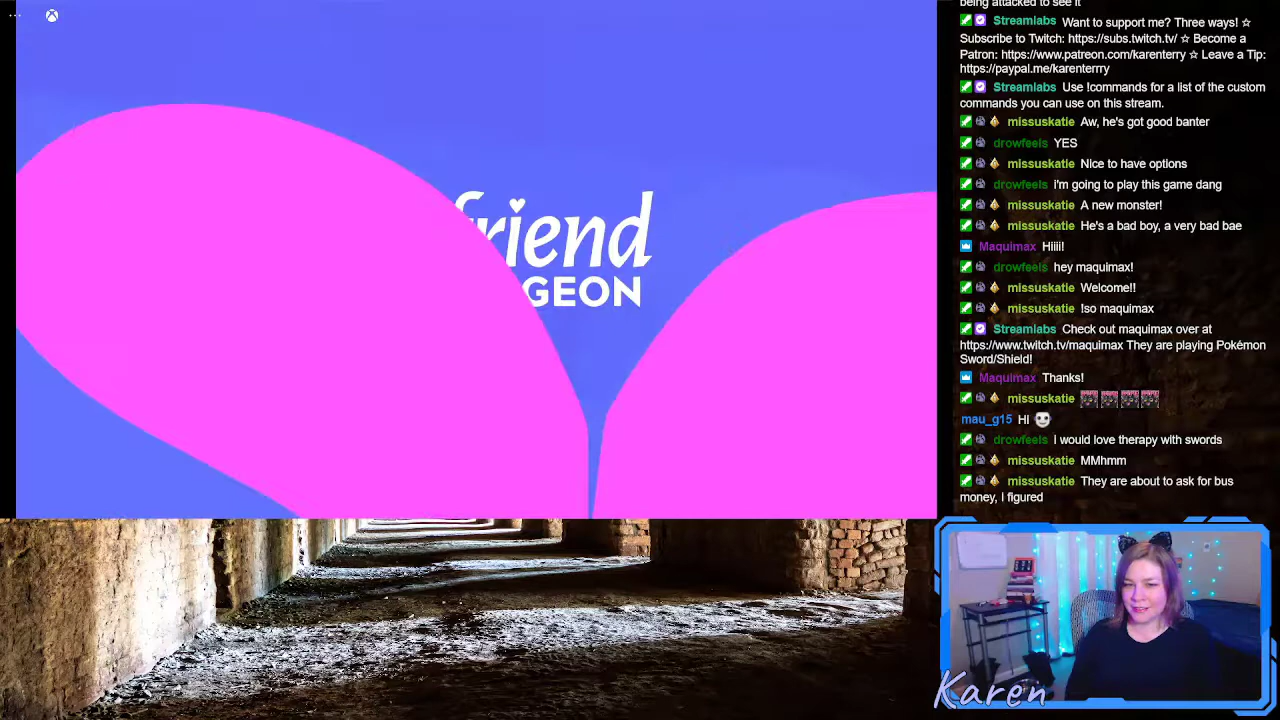 friend
GEON
being attacked to see it
Streamlabs Want to support me? Three ways! ☆
Subscribe to Twitch: https://subs.twitch.tv/ ☆ Become a
Patron: https://www.patreon.com/karenterry ☆ Leave a Tip:
https://paypal.me/karenterrry
Streamlabs Use !commands for a list of the custom
commands you can use on this stream.
missuskatie Aw, he's got good banter
drowfeels YES
missuskatie NIce to have options
drowfeels i'm going to play this game dang
missuskatie A new monster!
missuskatie He's a bad boy, a very bad bae
Maquimax Hiiii!
drowfeels hey maquimax!
missuskatie Welcome!!
missuskatie !so maquimax
Streamlabs Check out maquimax over at
https://www.twitch.tv/maquimax They are playing Pokémon
Sword/Shield!
Maquimax Thanks!
missuskatie
mau_g15 HI
drowfeels i would love therapy with swords
missuskatie MMhmm
missuskatie They are about to ask for bus
money, I figured
Karen